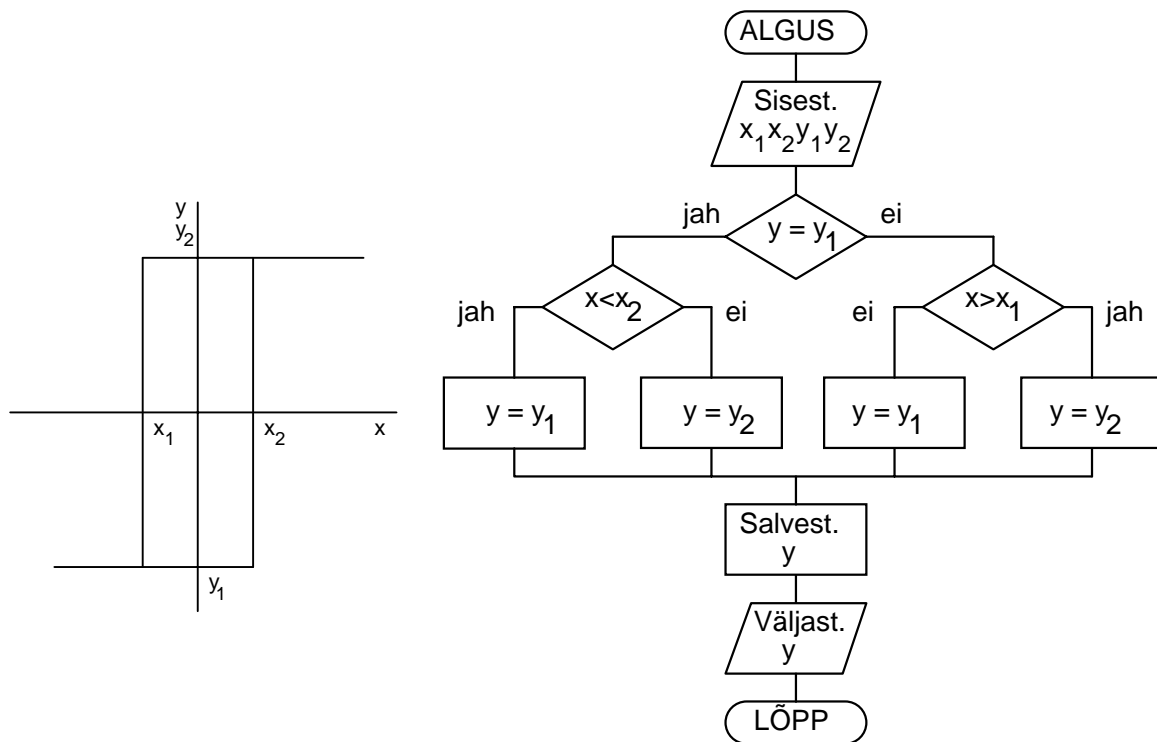 y
y₂
x₁
x₂
x
y₁
ALGUS
Sisest.
x₁x₂y₁y₂
jah
y = y₁
ei
jah
x<x₂
ei
ei
x>x₁
jah
y = y₁
y = y₂
y = y₁
y = y₂
Salvest.
y
Väljast.
y
LÕPP